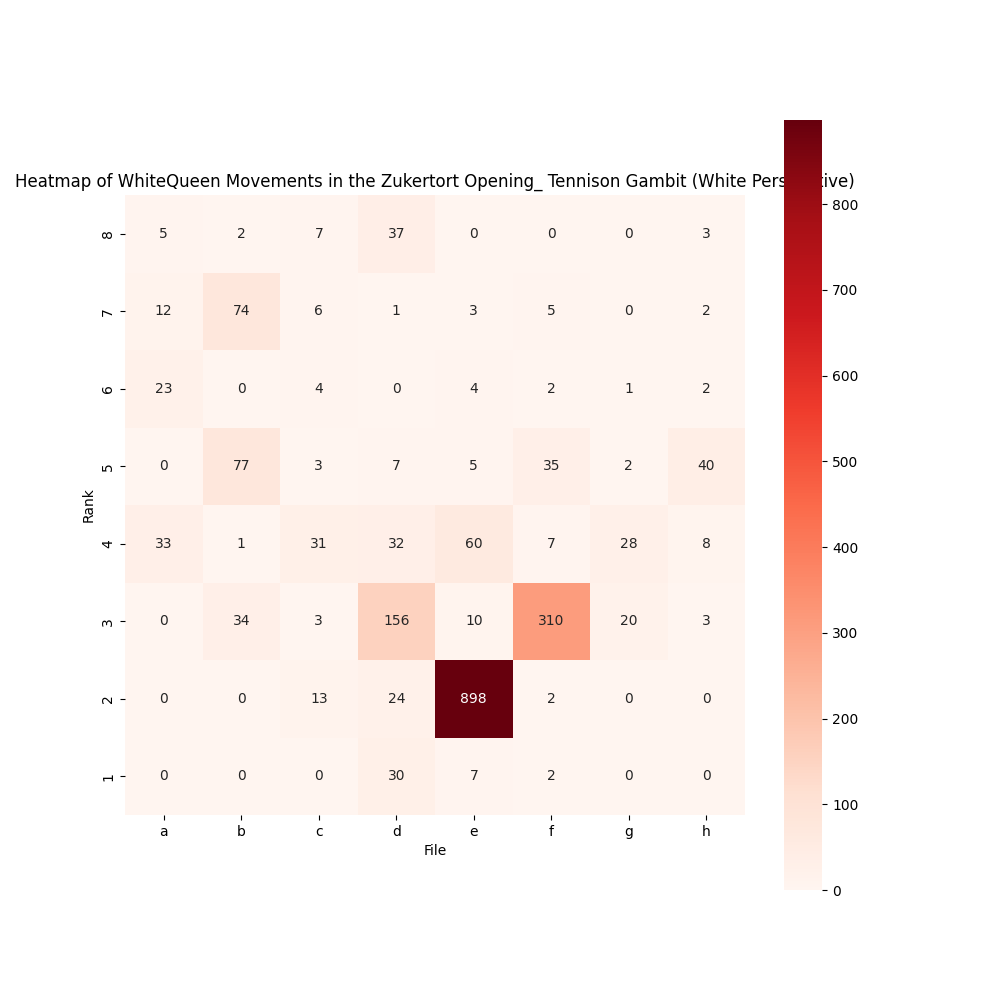 Heatmap of WhiteQueen Movements in the Zukertort Opening_ Tennison Gambit (White Pers    tive)
8 5 2 7 37 0 0 0 3
7 12 74 6 1 3 5 0 2
6 23 0 4 0 4 2 1 2
5 0 77 3 7 5 35 2 40
4 33 1 31 32 60 7 28 8
3 0 34 3 156 10 310 20 3
2 0 0 13 24 898 2 0 0
1 0 0 0 30 7 2 0 0
a b c d e f g h
Rank
File
800
700
600
500
400
300
200
100
0